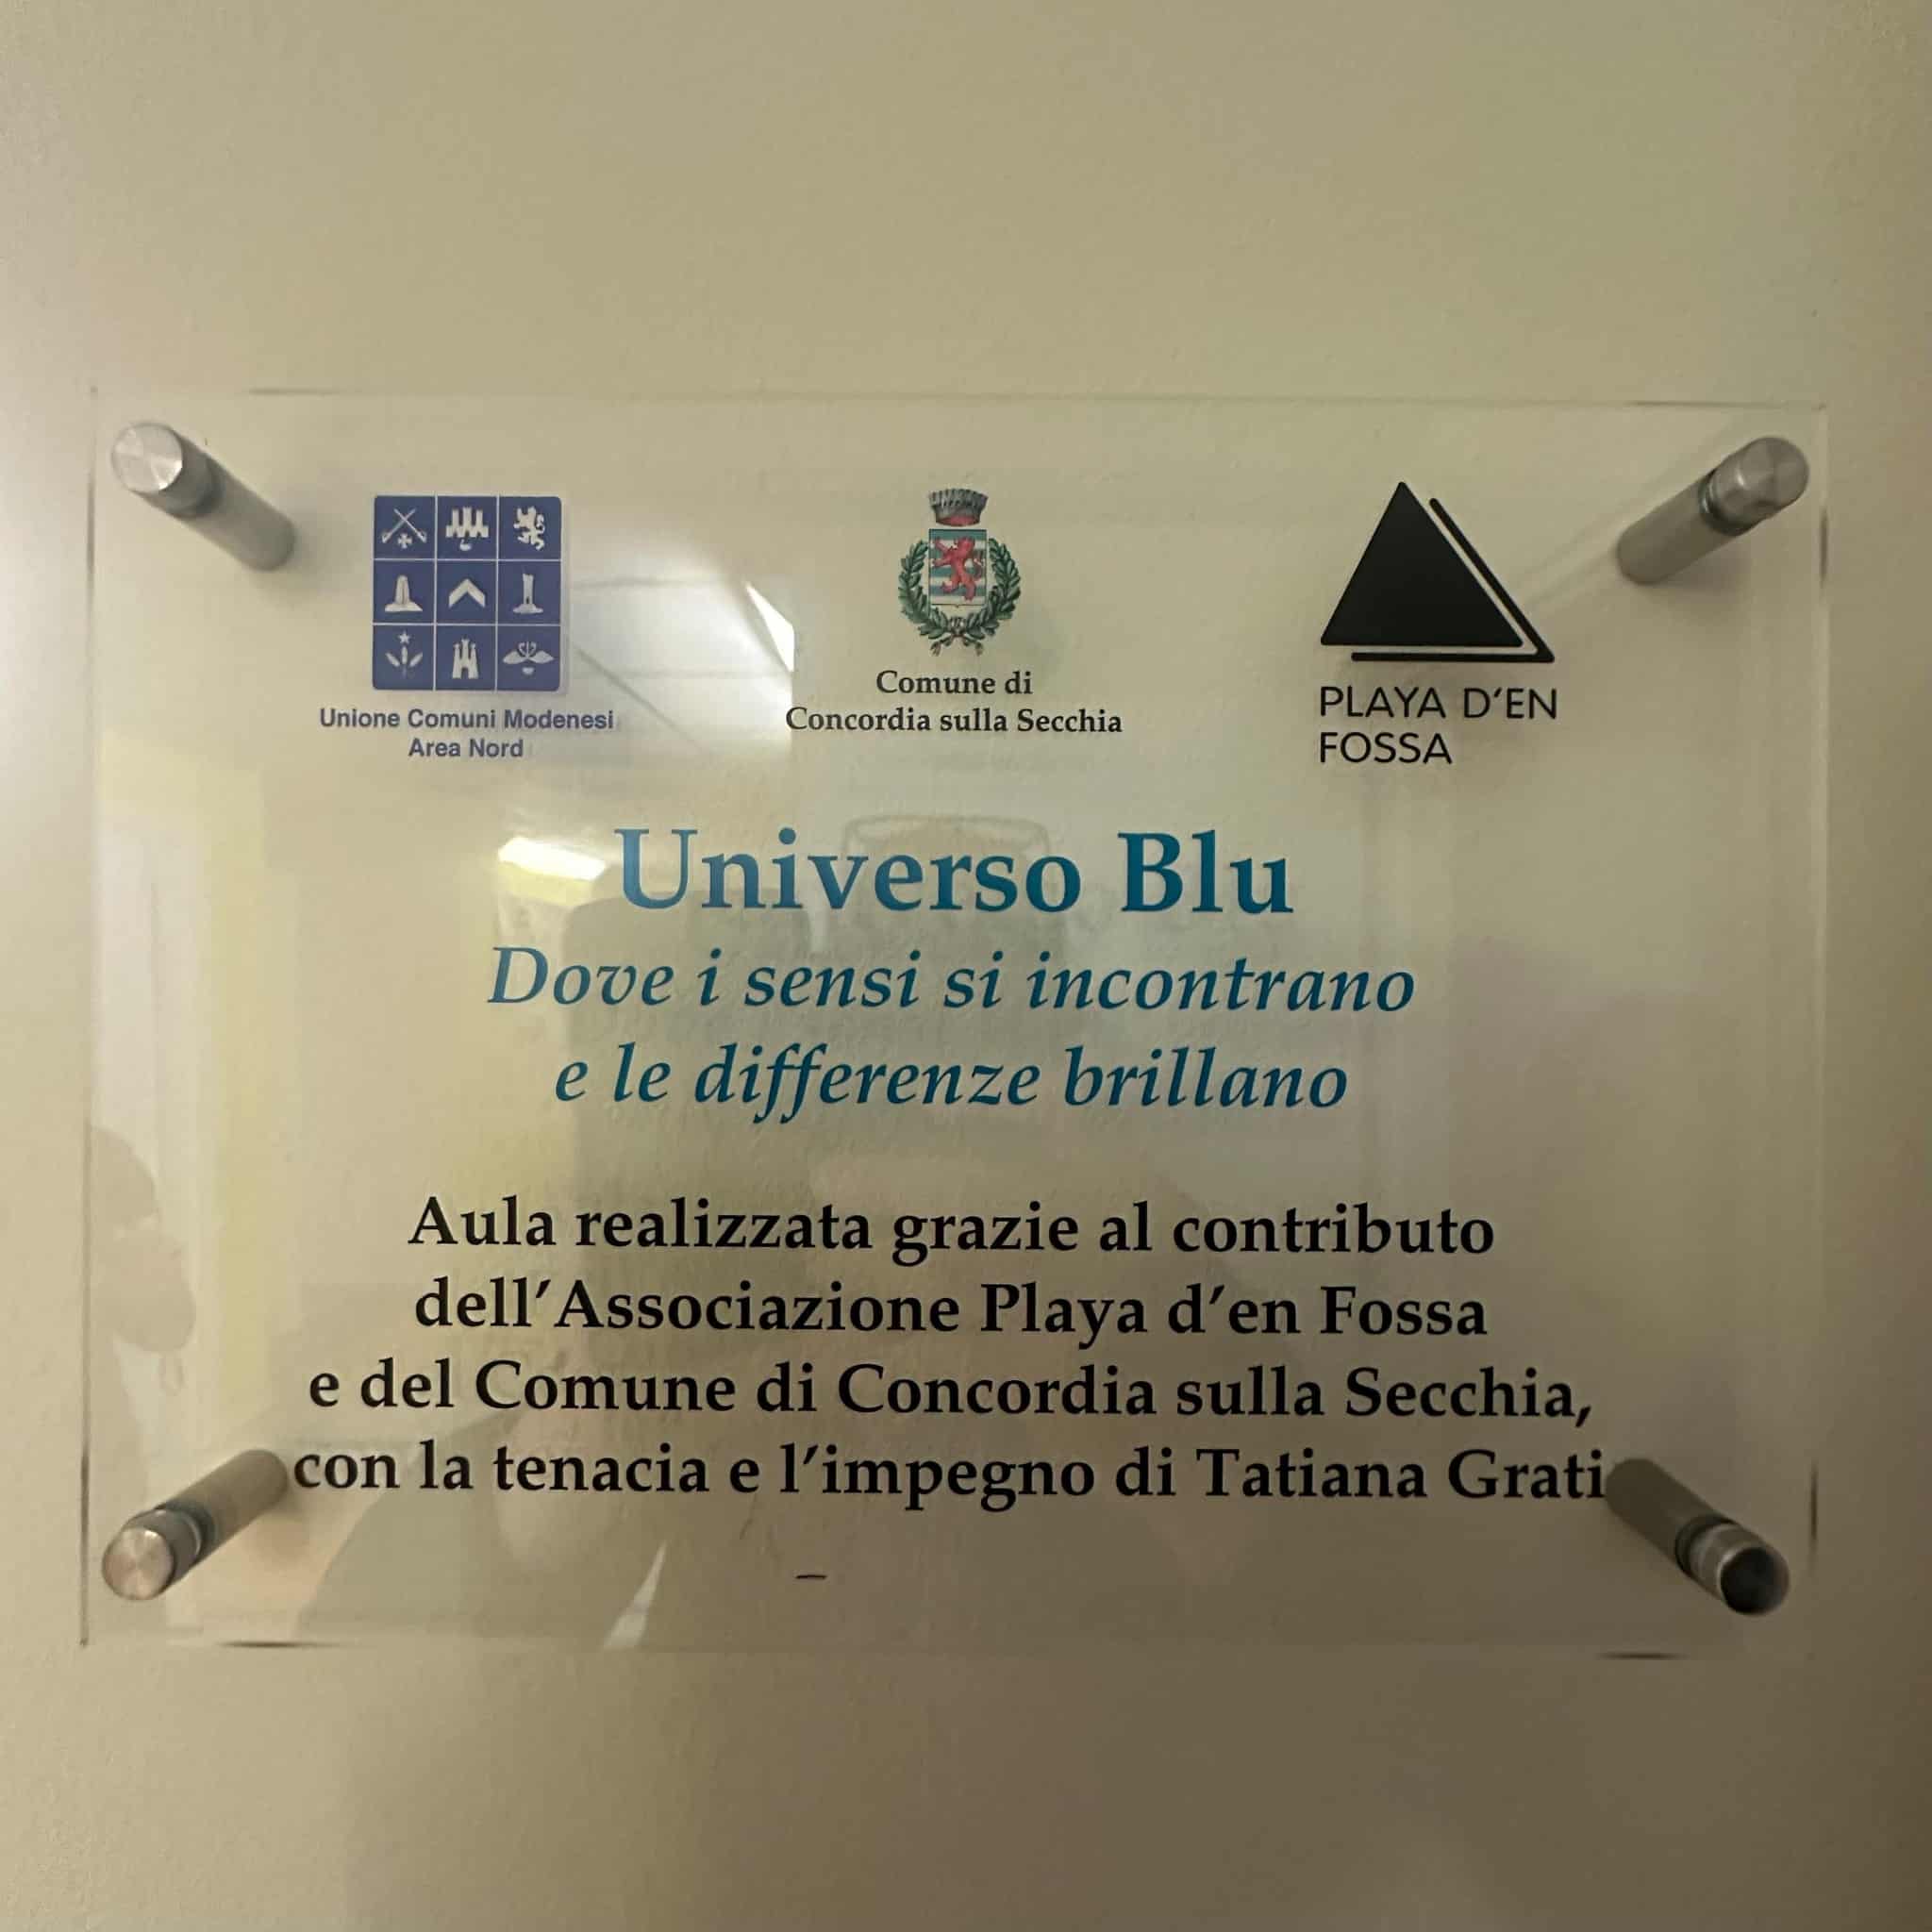 Unione Comuni Modenesi
Area Nord
Comune di
Concordia sulla Secchia
PLAYA D'EN
FOSSA
Universo Blu
Dove i sensi si incontrano
e le differenze brillano
Aula realizzata grazie al contributo
dell'Associazione Playa d'en Fossa
e del Comune di Concordia sulla Secchia,
con la tenacia e l'impegno di Tatiana Grati